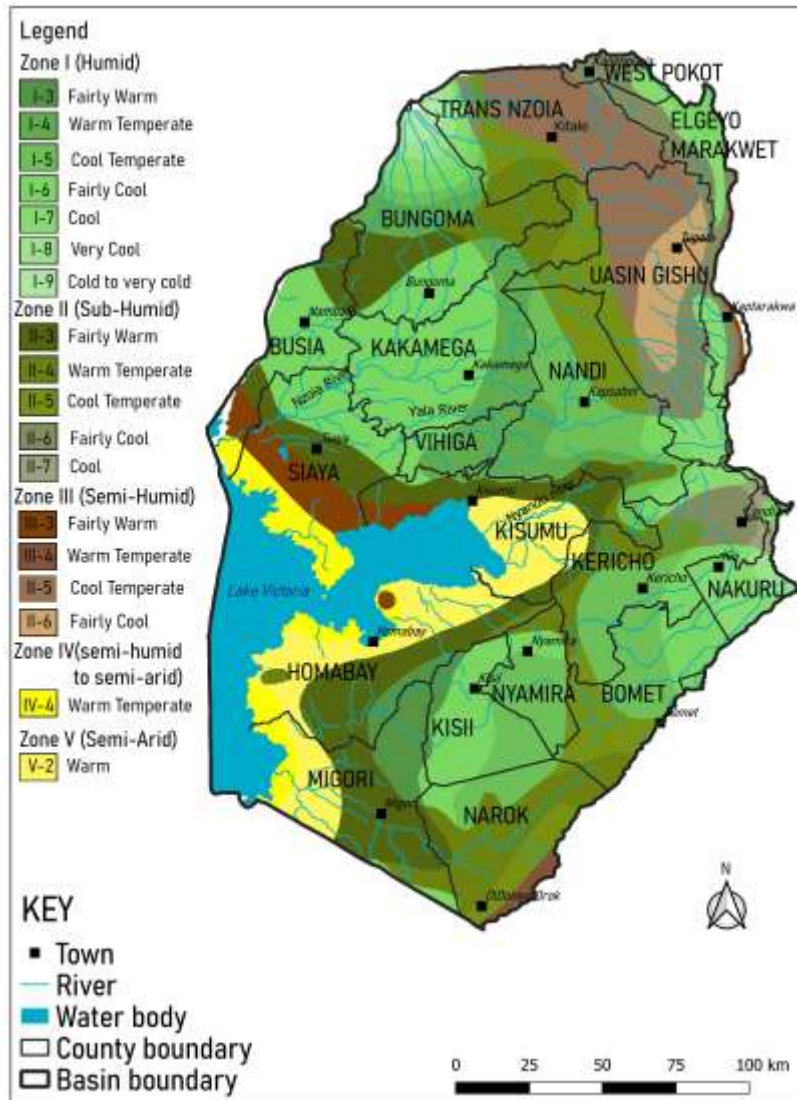 Legend
Zone I (Humid)
I-3 Fairly Warm
I-4 Warm Temperate
I-5 Cool Temperate
I-6 Fairly Cool
I-7 Cool
I-8 Very Cool
I-9 Cold to very cold
Zone II (Sub-Humid)
II-3 Fairly Warm
II-4 Warm Temperate
II-5 Cool Temperate
II-6 Fairly Cool
II-7 Cool
Zone III (Semi-Humid)
III-3 Fairly Warm
III-4 Warm Temperate
II-5 Cool Temperate
II-6 Fairly Cool
Zone IV(semi-humid
to semi-arid)
IV-4 Warm Temperate
Zone V (Semi-Arid)
V-2 Warm
WEST POKOT
TRANS NZOIA
Kitale
ELGEYO
MARAKWET
BUNGOMA
UASIN GISHU
Bungoma
Kaptarakwa
BUSIA
KAKAMEGA
Kakamega
NANDI
Nzoia River
Kapsabet
Yala River
VIHIGA
SIAYA
KISUMU
KERICHO
Lake Victoria
Kericho
NAKURU
Homabay
HOMABAY
Nyamira
NYAMIRA
BOMET
Kisii
KISII
MIGORI
Migori
NAROK
N
KEY
Town
River
Water body
County boundary
Basin boundary
0 25 50 75 100 km